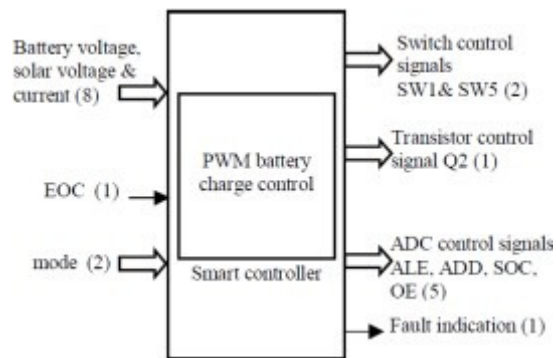 Battery voltage,
solar voltage &
current (8)
EOC (1)
mode (2)
PWM battery
charge control
Smart controller
Switch control
signals
SW1& SW5 (2)
Transistor control
signal Q2 (1)
ADC control signals
ALE, ADD, SOC,
OE (5)
Fault indication (1)